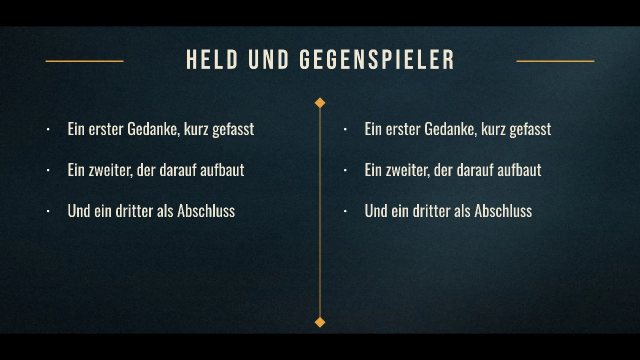 HELD UND GEGENSPIELER
· Ein erster Gedanke, kurz gefasst
· Ein zweiter, der darauf aufbaut
· Und ein dritter als Abschluss
· Ein erster Gedanke, kurz gefasst
· Ein zweiter, der darauf aufbaut
· Und ein dritter als Abschluss